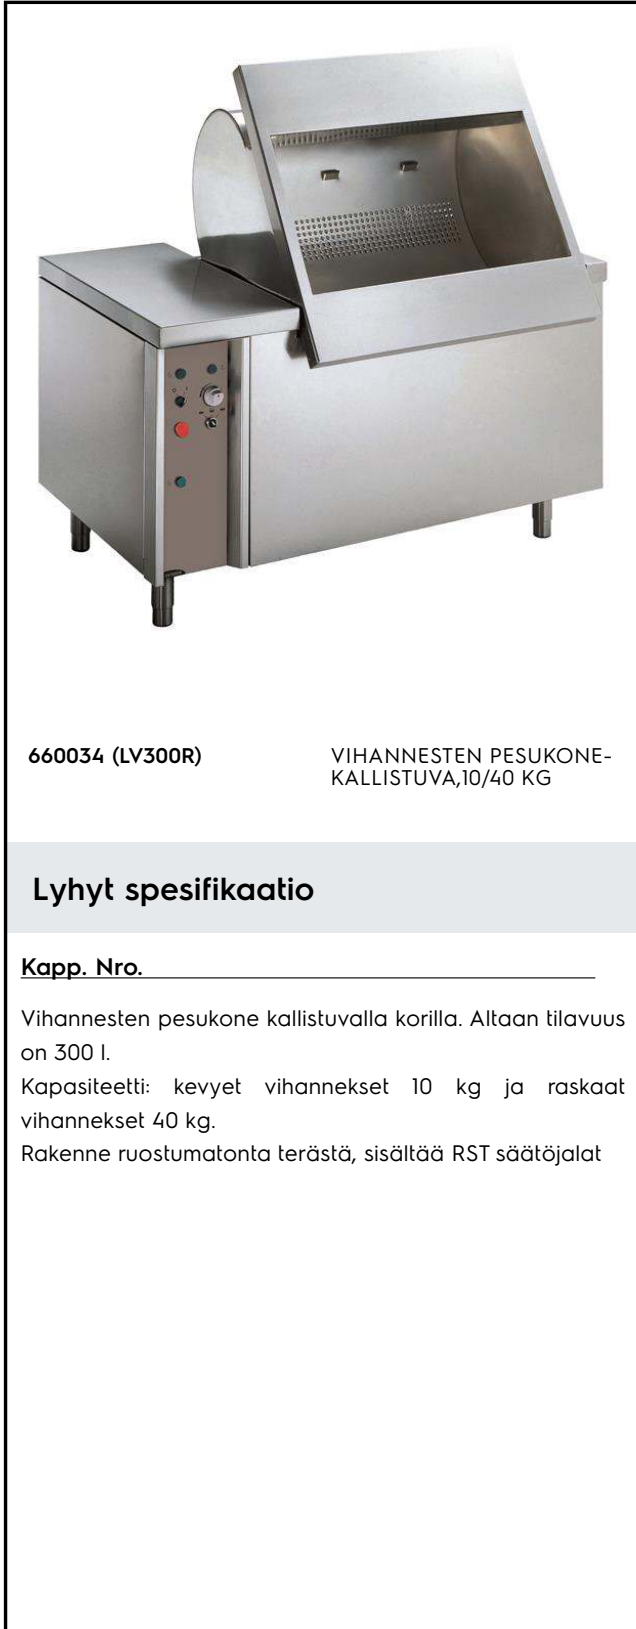 660034 (LV300R)
VIHANNESTEN PESUKONE-
KALLISTUVA,10/40 KG
Lyhyt spesifikaatio
Kapp. Nro.
Vihannesten pesukone kallistuvalla korilla. Altaan tilavuus
on 300 l.
Kapasiteetti: kevyet vihannekset 10 kg ja raskaat
vihannekset 40 kg.
Rakenne ruostumatonta terästä, sisältää RST säätöjalat